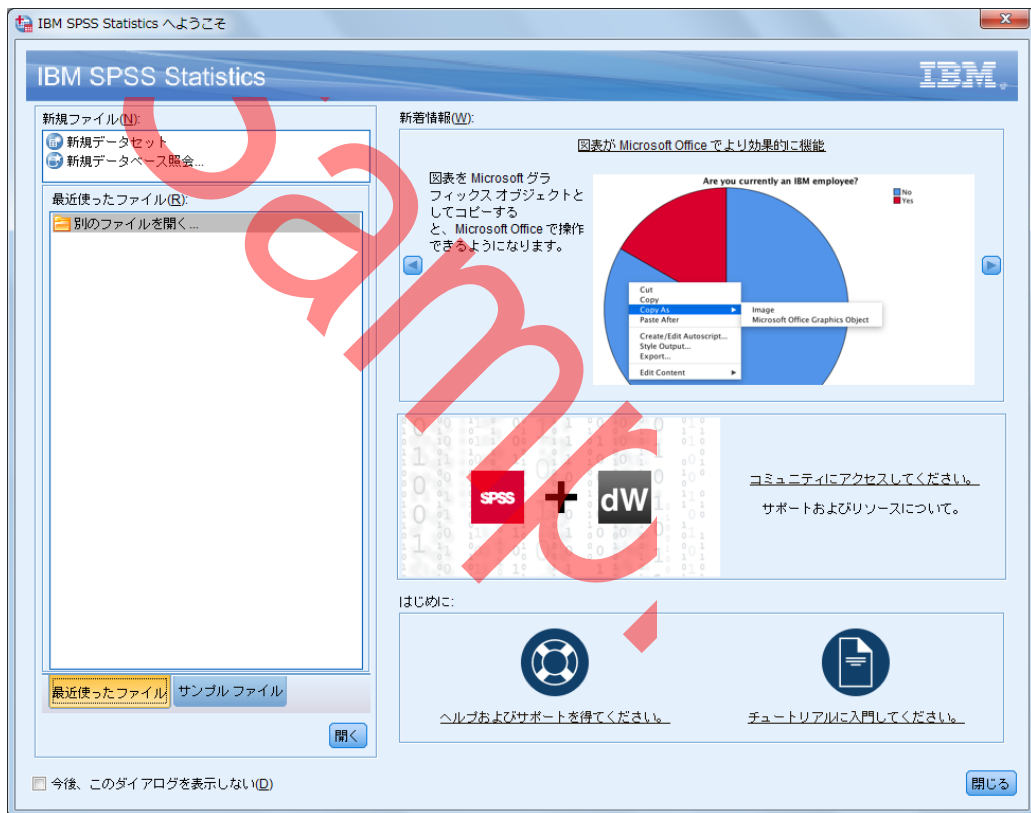 IBM SPSS Statistics へようこそ
IBM SPSS Statistics
IBM
新規ファイル(N):
新規データセット
新規データベース照会...
最近使ったファイル(R):
別のファイルを開く...
最近使ったファイル
サンプル ファイル
開く
新着情報(W):
図表が Microsoft Office でより効果的に機能
図表を Microsoft グラ
フィックス オブジェクトと
してコピーする
と、Microsoft Office で操作
できるようになります。
Are you currently an IBM employee?
No
Yes
Cut
Copy
Copy As
Paste After
Create/Edit Autoscript...
Style Output...
Export...
Edit Content
Image
Microsoft Office Graphics Object
SPSS + dW
コミュニティにアクセスしてください。
サポートおよびリソースについて。
はじめに:
ヘルプおよびサポートを得てください。
チュートリアルに入門してください。
今後、このダイアログを表示しない(D)
閉じる